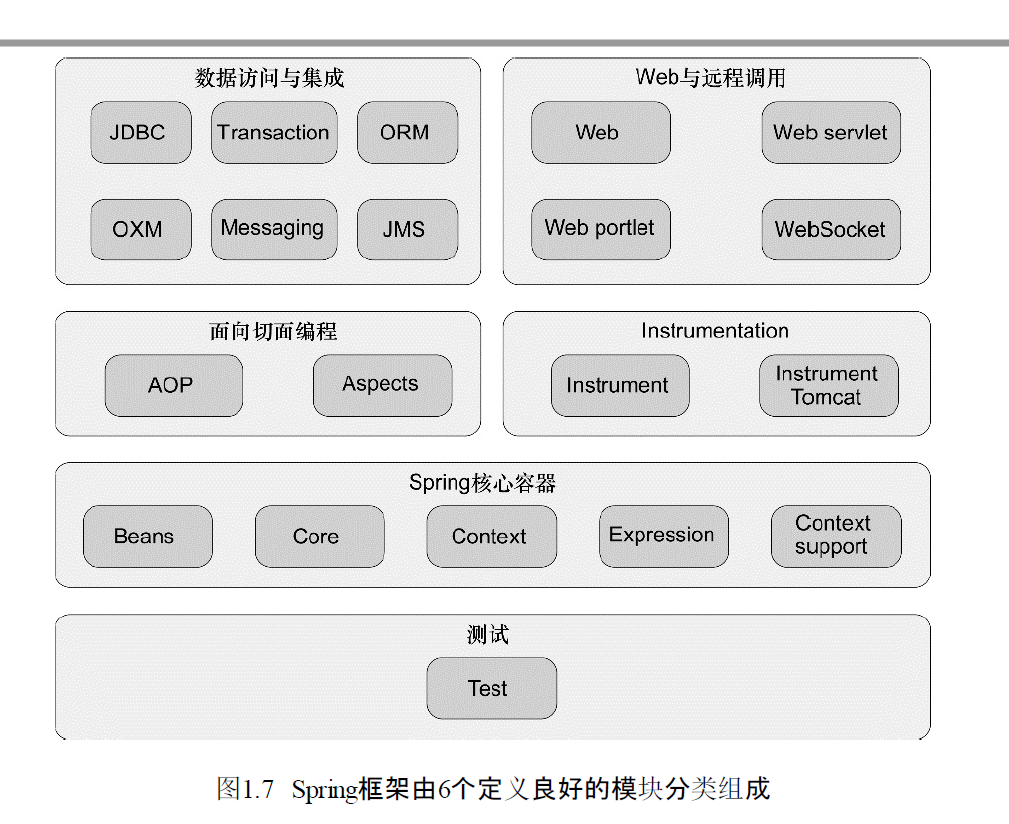 数据访问与集成
JDBC Transaction ORM
OXM Messaging JMS
Web与远程调用
Web Web servlet
Web portlet WebSocket
面向切面编程
AOP Aspects
Instrumentation
Instrument Instrument
Tomcat
Spring核心容器
Beans Core Context Expression Context
support
测试
Test
图1.7 Spring框架由6个定义良好的模块分类组成